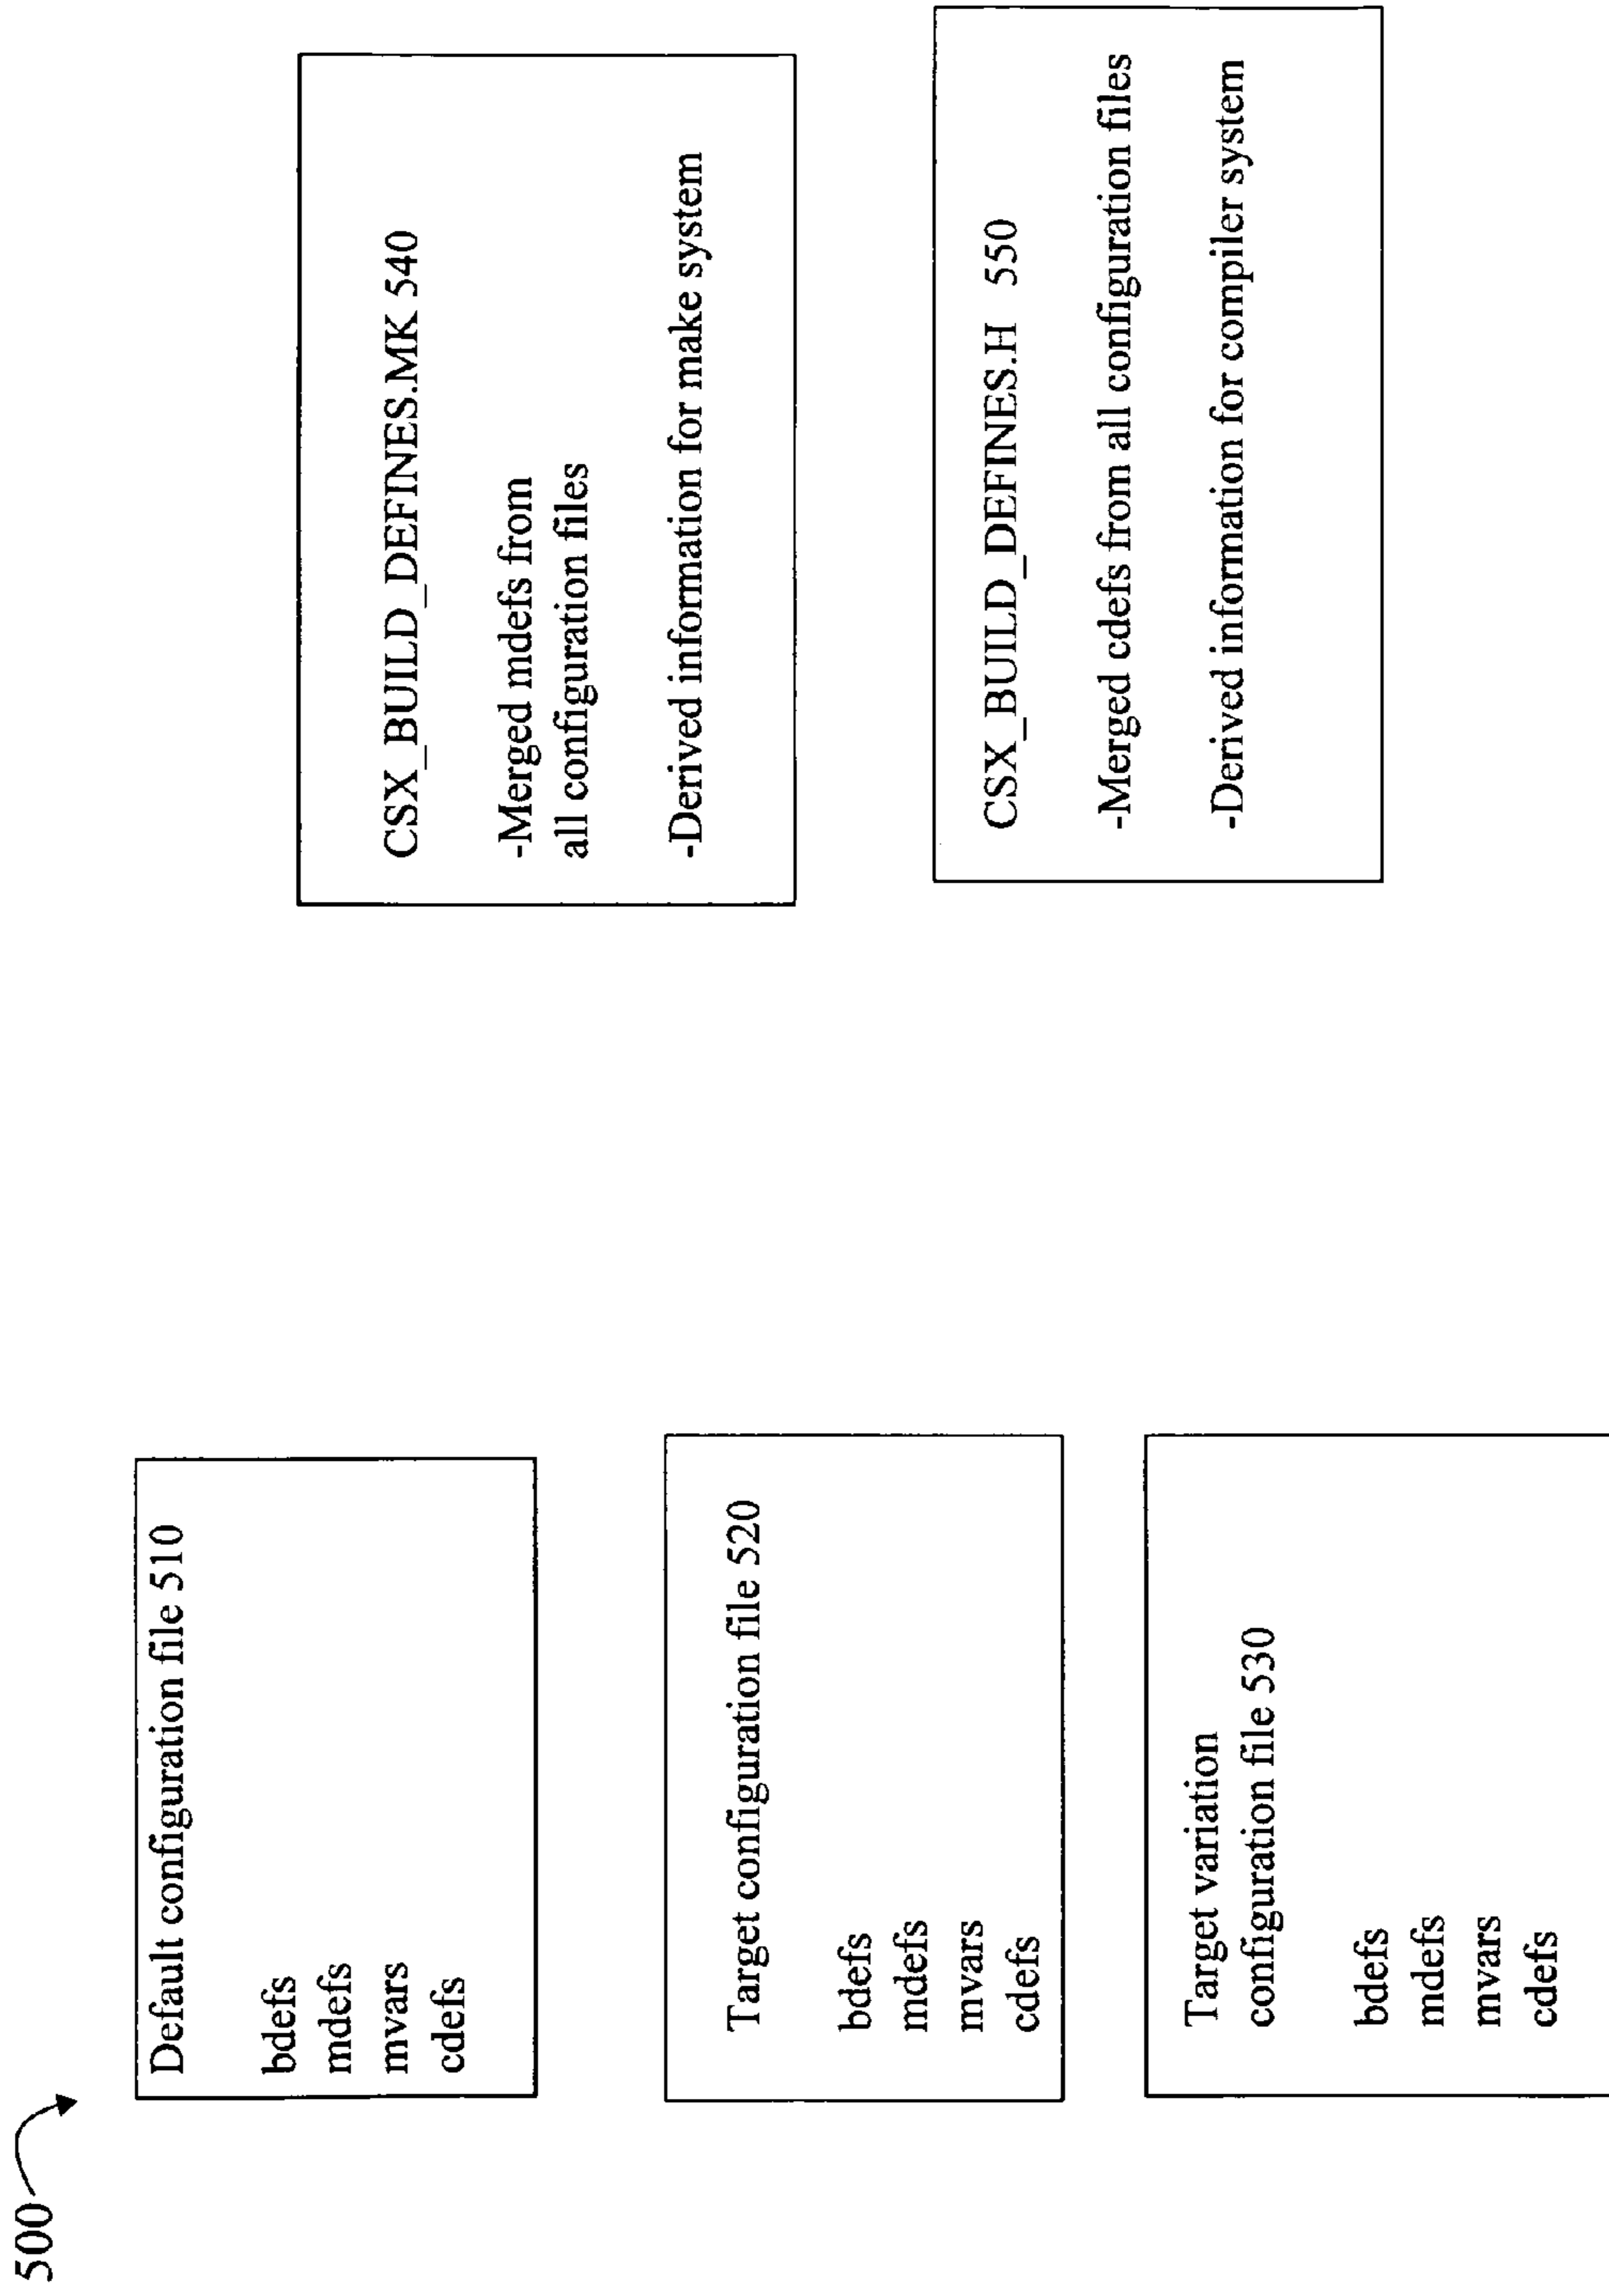 500
Default configuration file 510
bdefs
mdefs
mvars
cdefs
Target configuration file 520
bdefs
mdefs
mvars
cdefs
Target variation
configuration file 530
bdefs
mdefs
mvars
cdefs
CSX_BUILD_DEFINES.MK 540
-Merged mdefs from
all configuration files
-Derived information for make system
CSX_BUILD_DEFINES.H 550
-Merged cdefs from all configuration files
-Derived information for compiler system